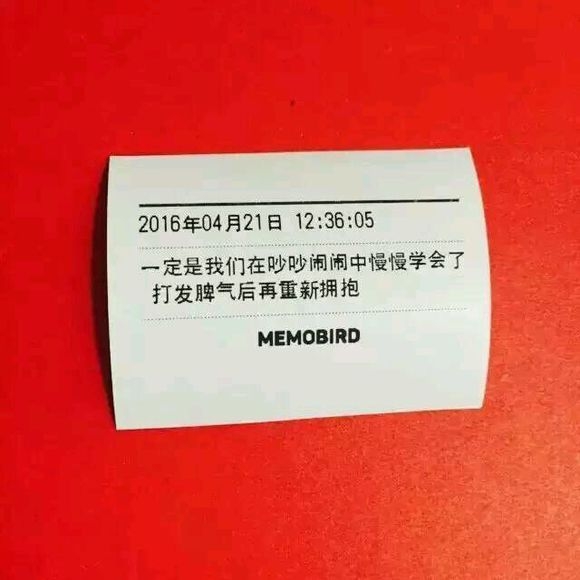 2016年04月21日 12:36:05
一定是我们在吵吵闹闹中慢慢学会了
打发脾气后再重新拥抱
MEMOBIRD